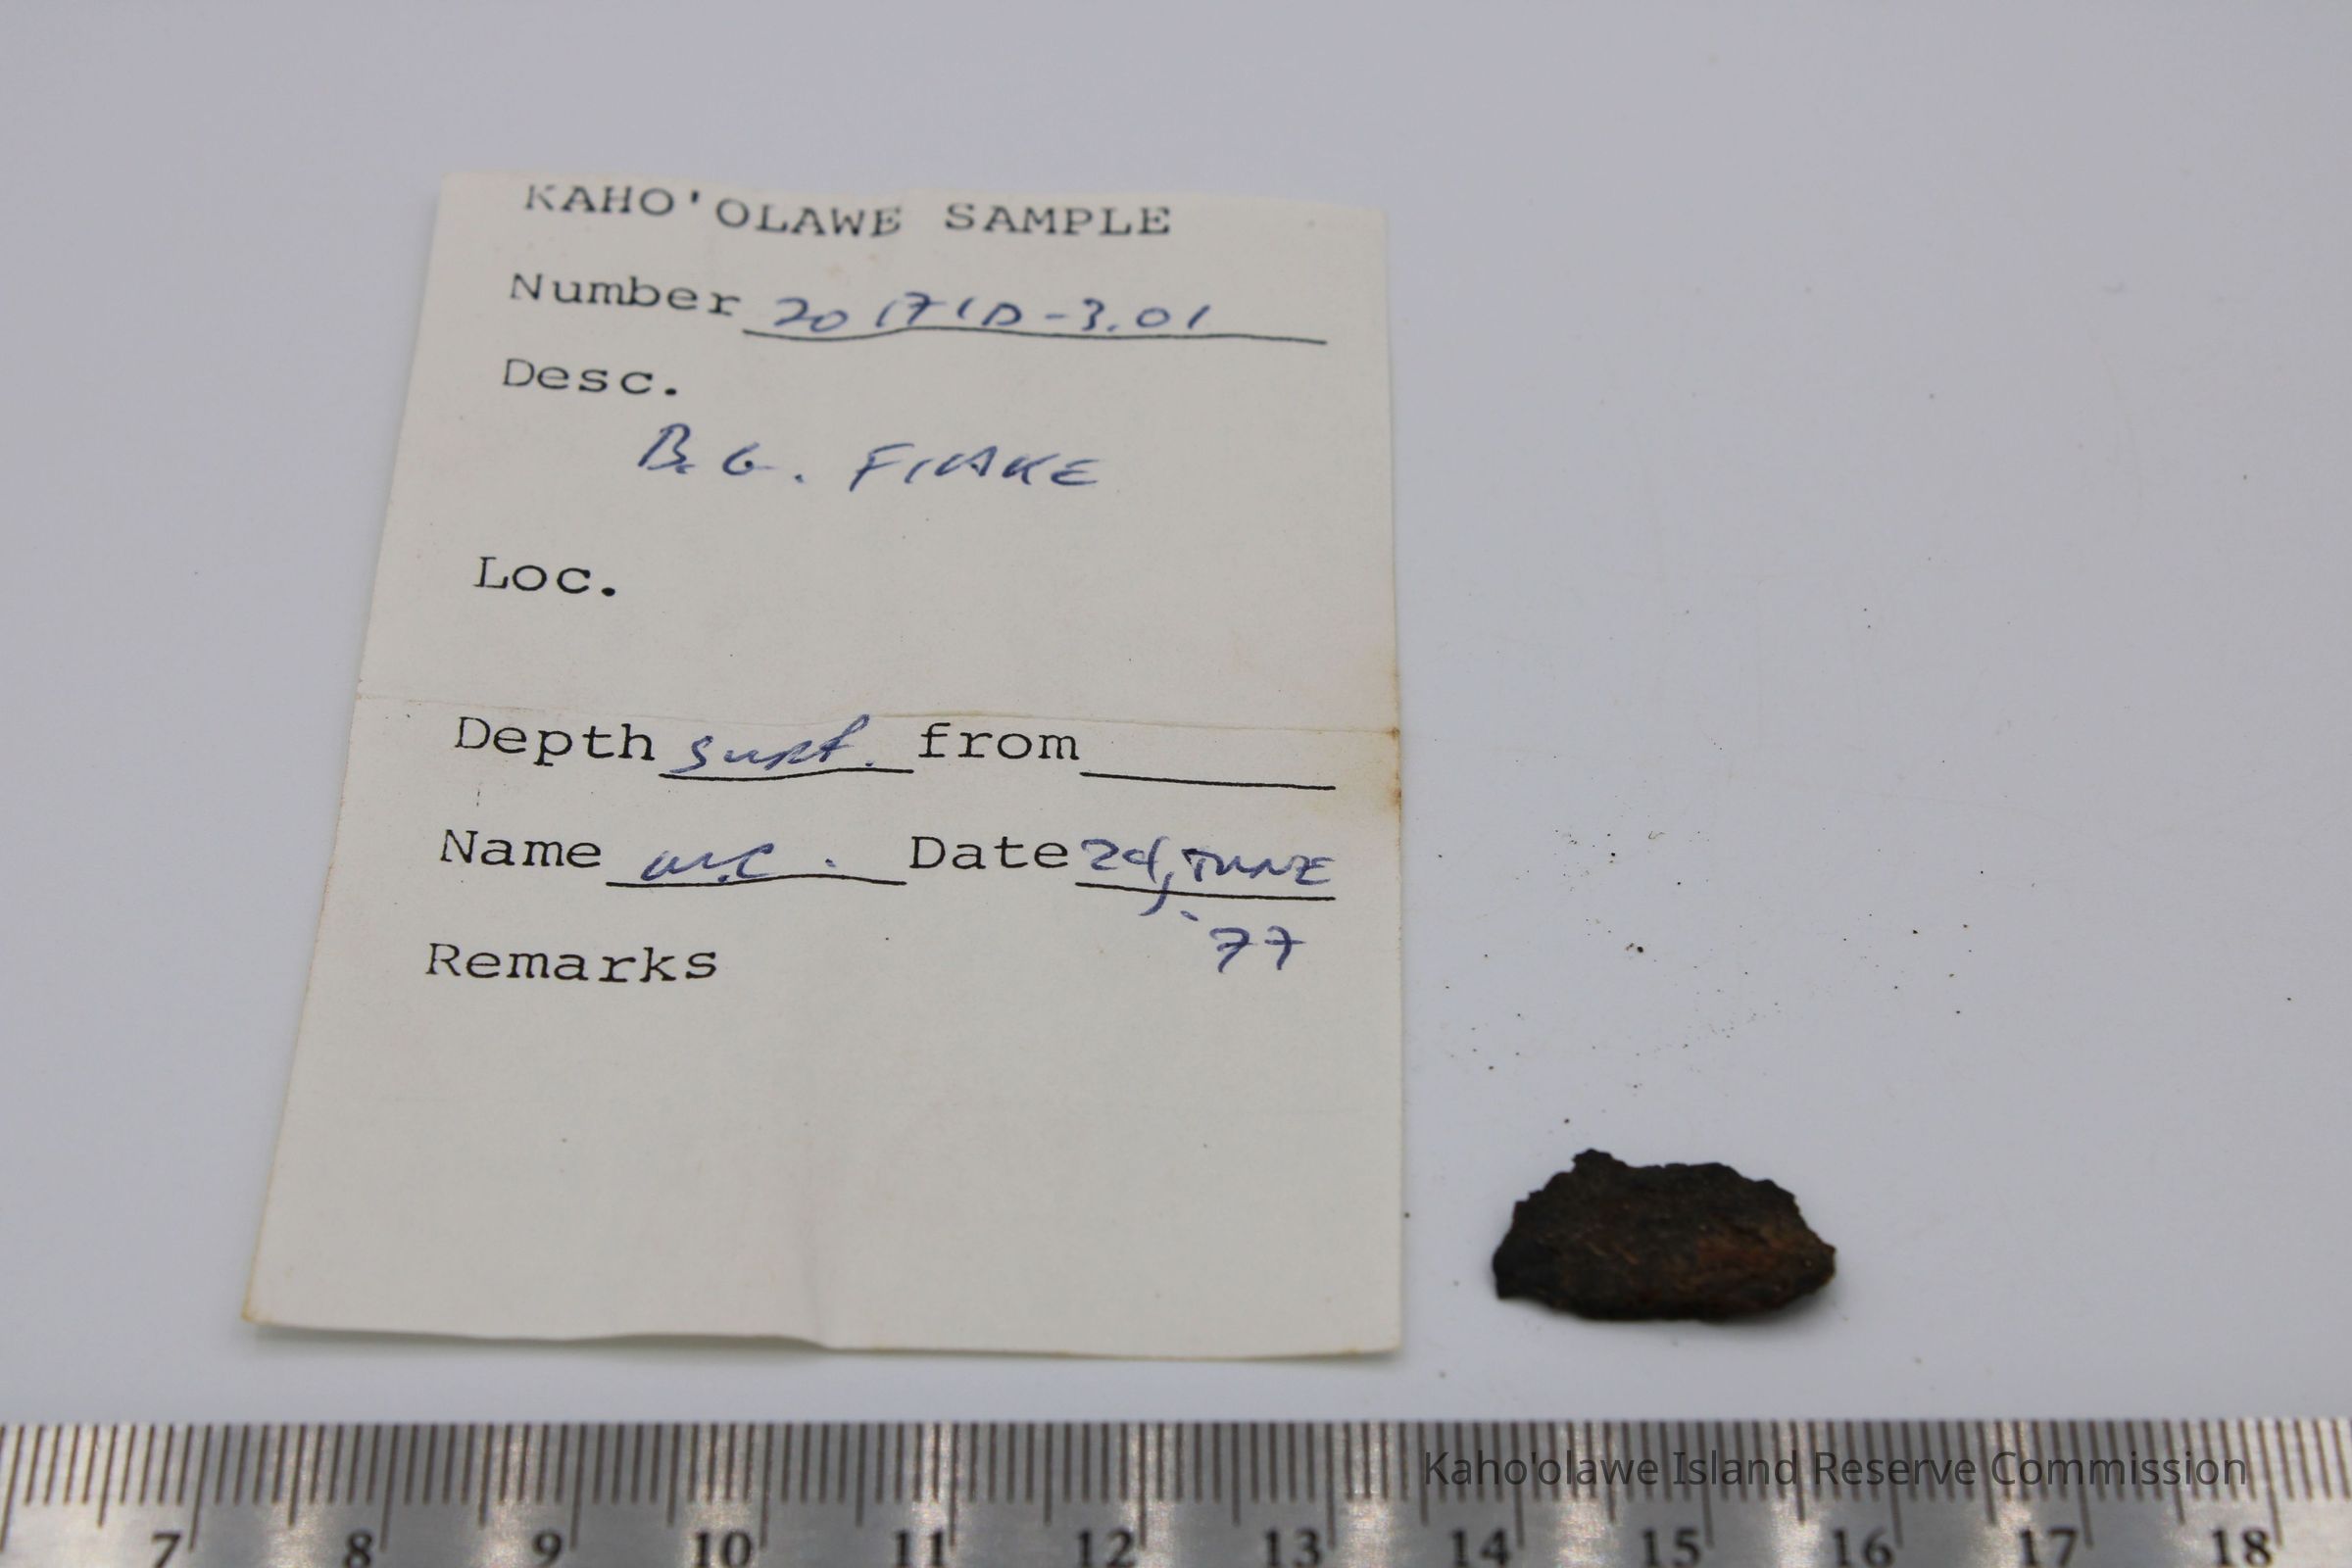 KAHO'OLAWE SAMPLE
Number 20171D-3.01
Desc.
B.G. FLAKE
Loc.
Depth surf. from
Name W.C. Date 24, JUNE
'77
Remarks
Kaho'olawe Island Reserve Commission
7 8 9 10 11 12 13 14 15 16 17 18